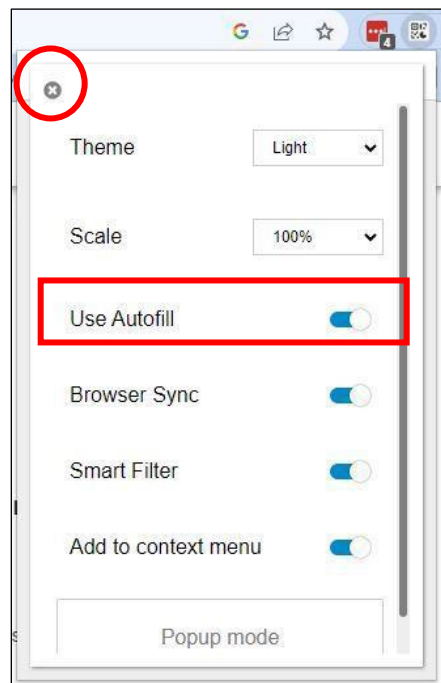 G
4
Theme
Light
Scale
100%
Use Autofill
Browser Sync
Smart Filter
Add to context menu
Popup mode